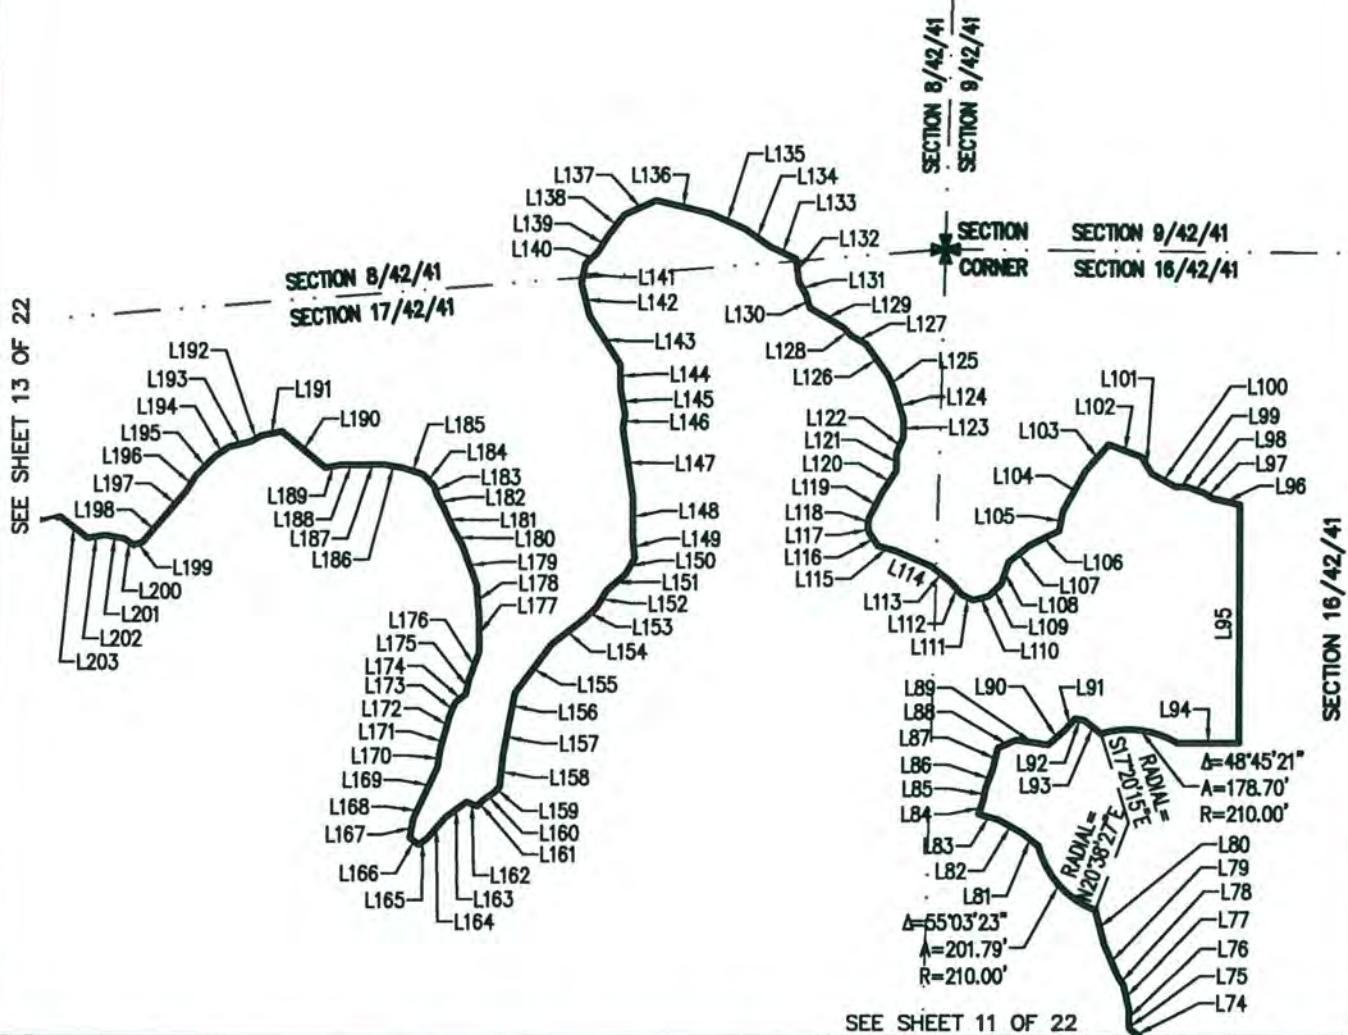 SECTION 8/42/41
SECTION 9/42/41
SECTION
CORNER
SECTION 9/42/41
SECTION 16/42/41
SECTION 8/42/41
SECTION 17/42/41
SEE SHEET 13 OF 22
SECTION 16/42/41
SEE SHEET 11 OF 22
L74
L75
L76
L77
L78
L79
L80
Δ=55°03'23"
A=201.79'
R=210.00'
RADIAL=
N20°38'27"E
L81
L82
L83
L84
L85
L86
L87
L88
L89
L90
L91
L92
L93
RADIAL=
S17°20'15"E
Δ=48°45'21"
A=178.70'
R=210.00'
L94
L95
L96
L97
L98
L99
L100
L101
L102
L103
L104
L105
L106
L107
L108
L109
L110
L111
L112
L113
L114
L115
L116
L117
L118
L119
L120
L121
L122
L123
L124
L125
L126
L127
L128
L129
L130
L131
L132
L133
L134
L135
L136
L137
L138
L139
L140
L141
L142
L143
L144
L145
L146
L147
L148
L149
L150
L151
L152
L153
L154
L155
L156
L157
L158
L159
L160
L161
L162
L163
L164
L165
L166
L167
L168
L169
L170
L171
L172
L173
L174
L175
L176
L177
L178
L179
L180
L181
L182
L183
L184
L185
L186
L187
L188
L189
L190
L191
L192
L193
L194
L195
L196
L197
L198
L199
L200
L201
L202
L203